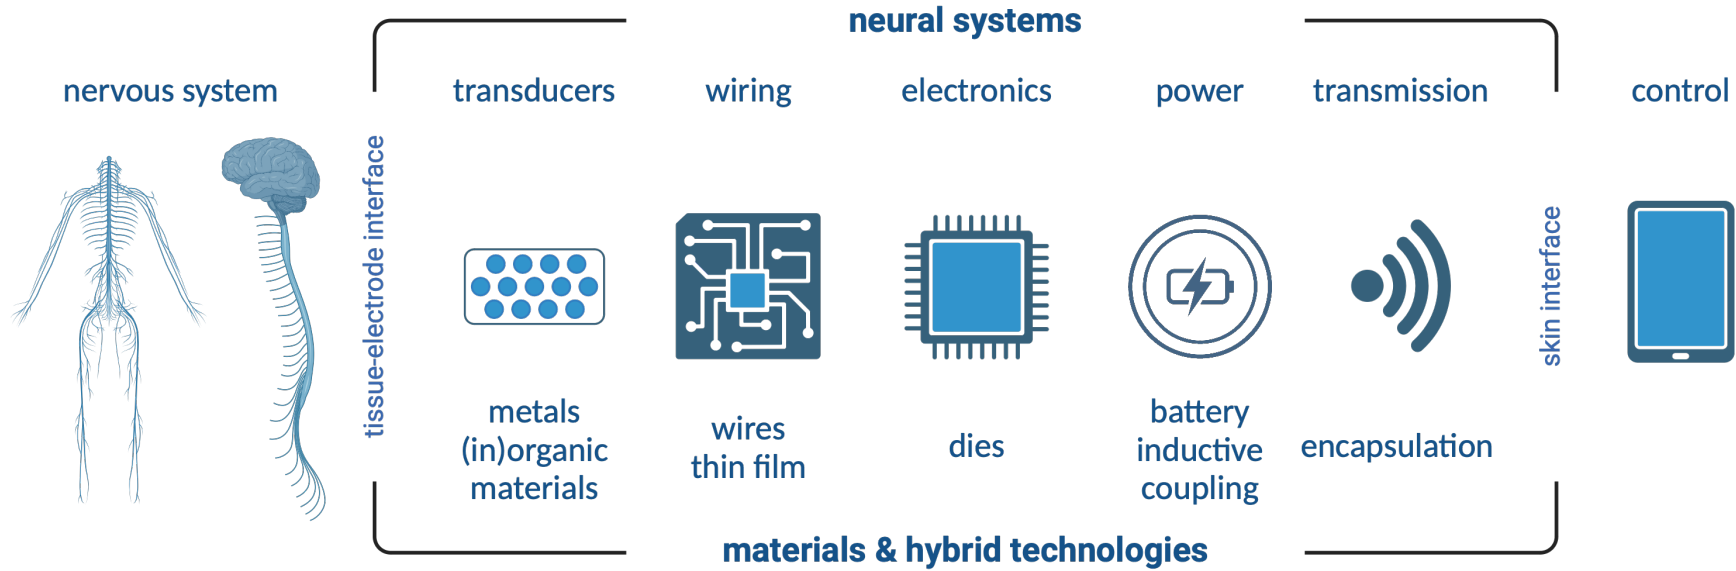 neural systems
nervous system
transducers
wiring
electronics
power
transmission
control
tissue-electrode interface
skin interface
metals
(in)organic
materials
wires
thin film
dies
battery
inductive
coupling
encapsulation
materials & hybrid technologies